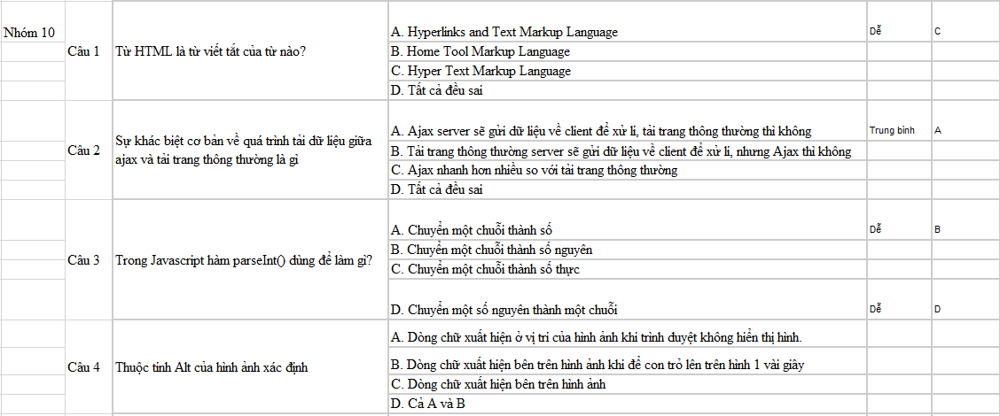 Nhóm 10
Câu 1
Từ HTML là từ viết tắt của từ nào?
A. Hyperlinks and Text Markup Language
Dễ
C
B. Home Tool Markup Language
C. Hyper Text Markup Language
D. Tất cả đều sai
Câu 2
Sự khác biệt cơ bản về quá trình tải dữ liệu giữa
ajax và tải trang thông thường là gì
A. Ajax server sẽ gửi dữ liệu về client để xử lí, tải trang thông thường thì không
Trung bình
A
B. Tải trang thông thường server sẽ gửi dữ liệu về client để xử lí, nhưng Ajax thì không
C. Ajax nhanh hơn nhiều so với tải trang thông thường
D. Tất cả đều sai
Câu 3
Trong Javascript hàm parseInt() dùng để làm gì?
A. Chuyển một chuỗi thành số
Dễ
B
B. Chuyển một chuỗi thành số nguyên
C. Chuyển một chuỗi thành số thực
D. Chuyển một số nguyên thành một chuỗi
Dễ
D
Câu 4
Thuộc tính Alt của hình ảnh xác định
A. Dòng chữ xuất hiện ở vị trí của hình ảnh khi trình duyệt không hiển thị hình.
B. Dòng chữ xuất hiện bên trên hình ảnh khi để con trỏ lên trên hình 1 vài giây
C. Dòng chữ xuất hiện bên trên hình ảnh
D. Cả A và B